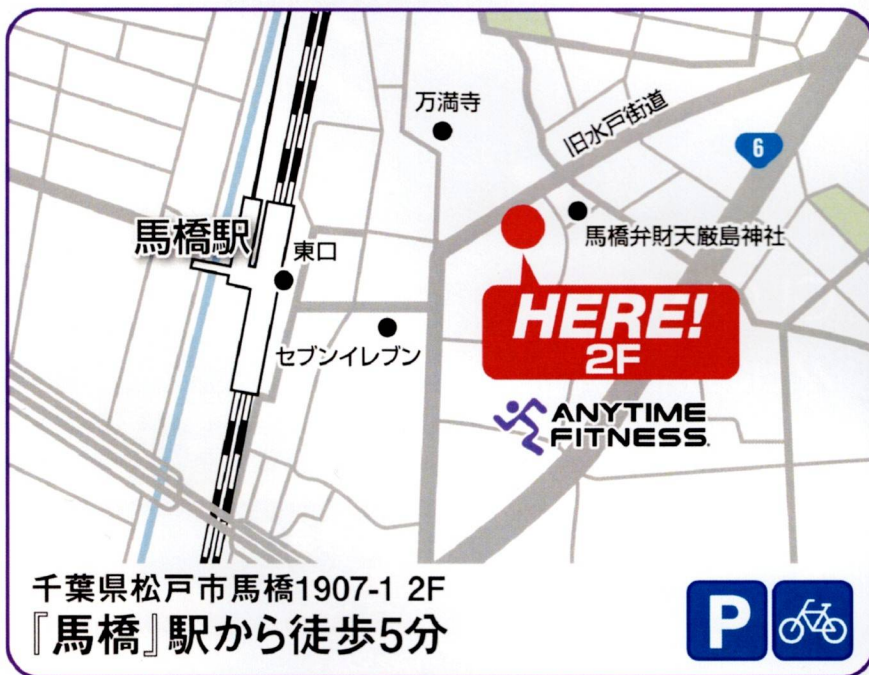 万満寺
旧水戸街道
6
馬橋駅
東口
馬橋弁財天厳島神社
セブンイレブン
HERE!
2F
ANYTIME
FITNESS.
千葉県松戸市馬橋1907-1 2F
『馬橋』駅から徒歩5分
P